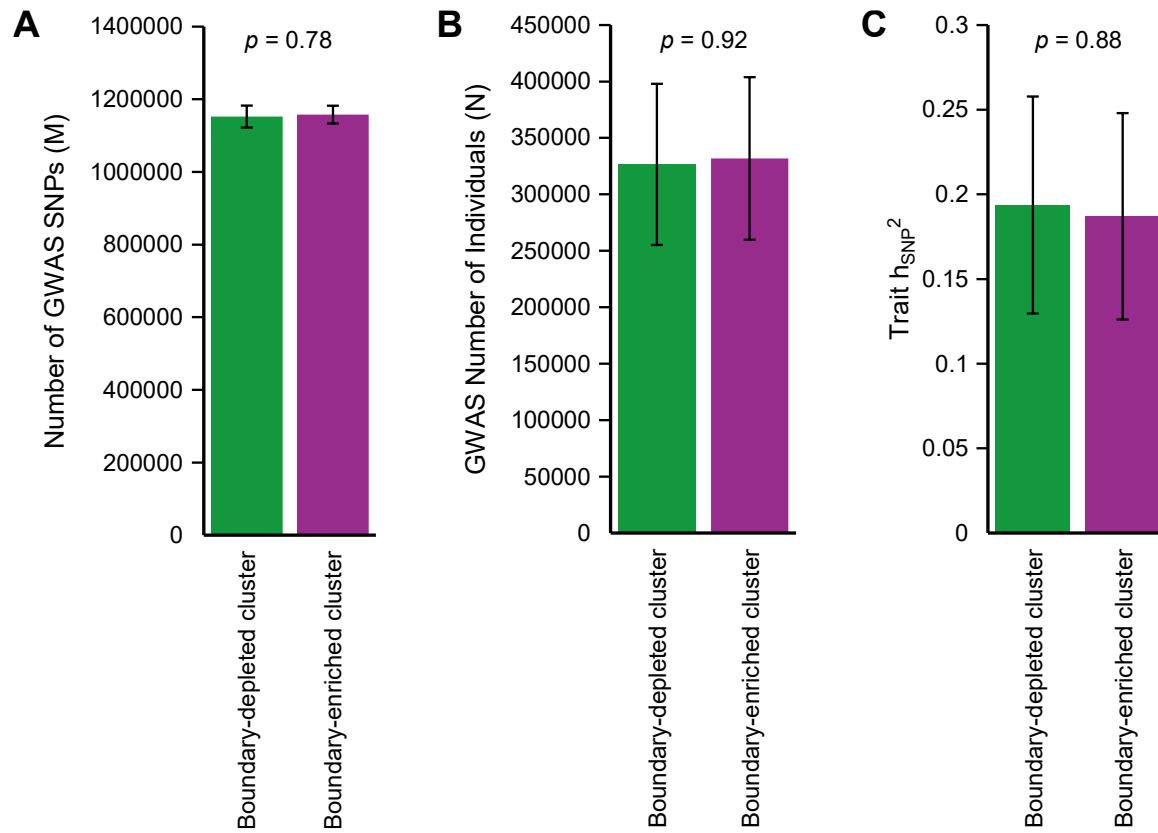 A
p = 0.78
Number of GWAS SNPs (M)
1400000
1200000
1000000
800000
600000
400000
200000
0
Boundary-depleted cluster
Boundary-enriched cluster
B
p = 0.92
GWAS Number of Individuals (N)
450000
400000
350000
300000
250000
200000
150000
100000
50000
0
Boundary-depleted cluster
Boundary-enriched cluster
C
p = 0.88
Trait hSNP²
0.3
0.25
0.2
0.15
0.1
0.05
0
Boundary-depleted cluster
Boundary-enriched cluster